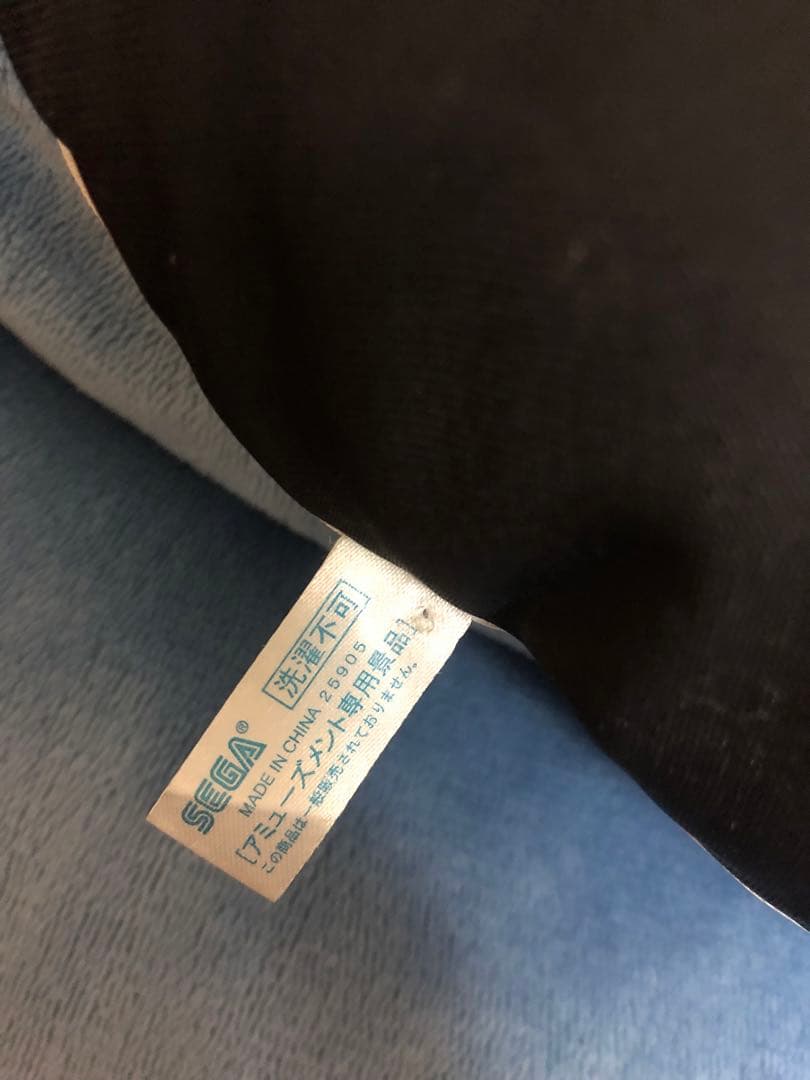 SEGA® 洗濯不可
MADE IN CHINA 25905
[アミューズメント専用景品]
この商品は一般販売されておりません。